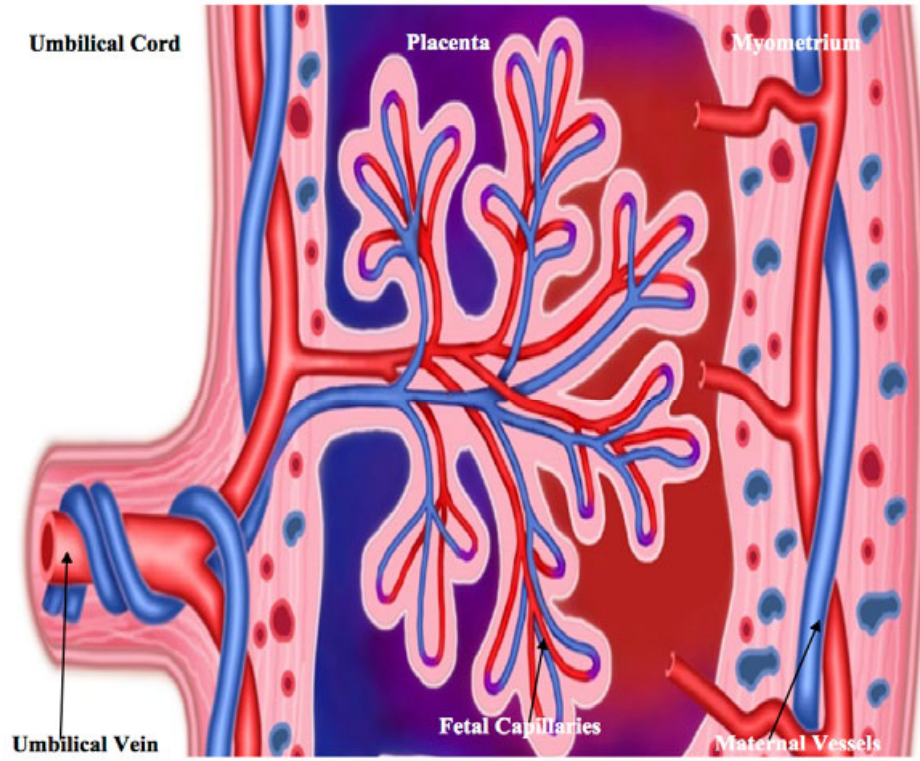 Umbilical Cord
Placenta
Myometrium
Fetal Capillaries
Umbilical Vein
Maternal Vessels